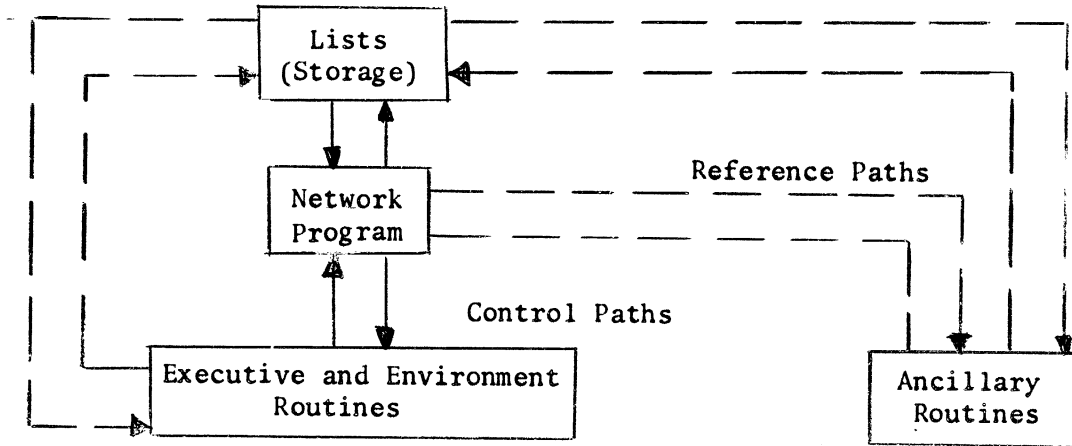 Lists
(Storage)
Reference Paths
Network
Program
Control Paths
Executive and Environment
Routines
Ancillary
Routines